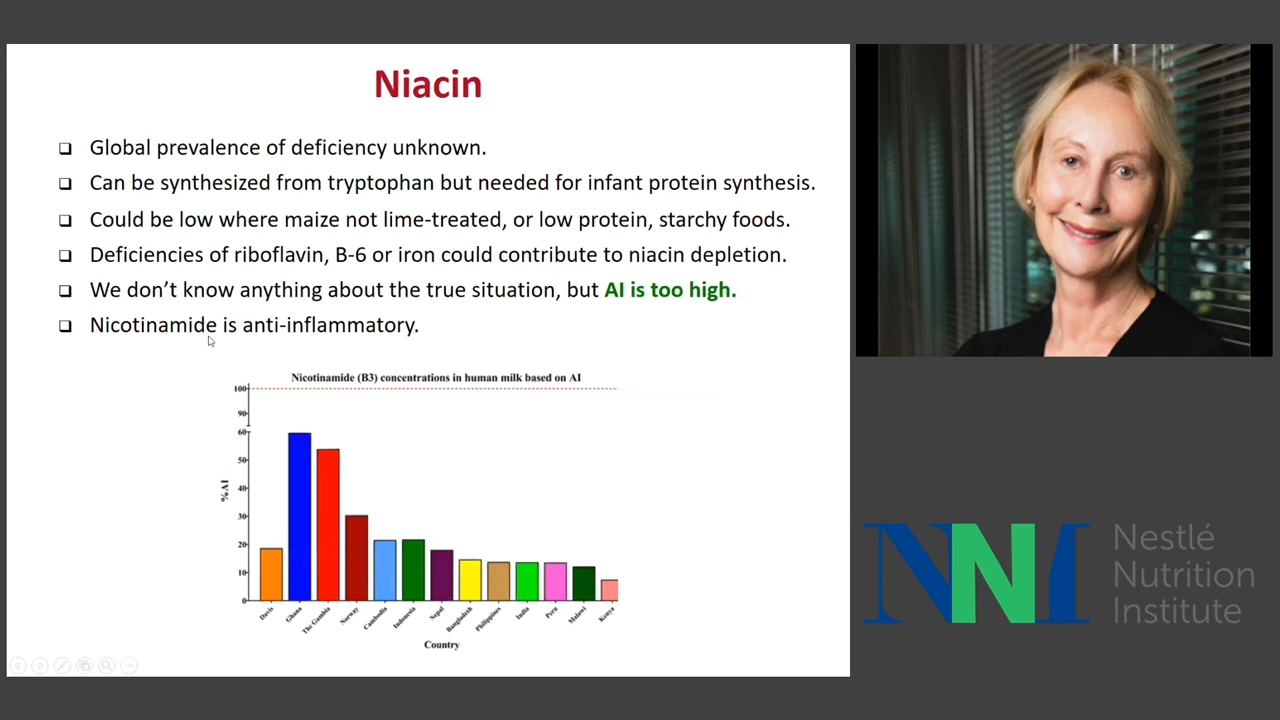 Niacin
Global prevalence of deficiency unknown.
Can be synthesized from tryptophan but needed for infant protein synthesis.
Could be low where maize not lime-treated, or low protein, starchy foods.
Deficiencies of riboflavin, B-6 or iron could contribute to niacin depletion.
We don’t know anything about the true situation, but AI is too high.
Nicotinamide is anti-inflammatory.
Nicotinamide (B3) concentrations in human milk based on AI
100
90
60
50
40
30
20
10
0
%AI
Davis
Ghana
The Gambia
Norway
Cambodia
Indonesia
Nepal
Bangladesh
Philippines
India
Peru
Malawi
Kenya
Country
NNI
Nestlé
Nutrition
Institute